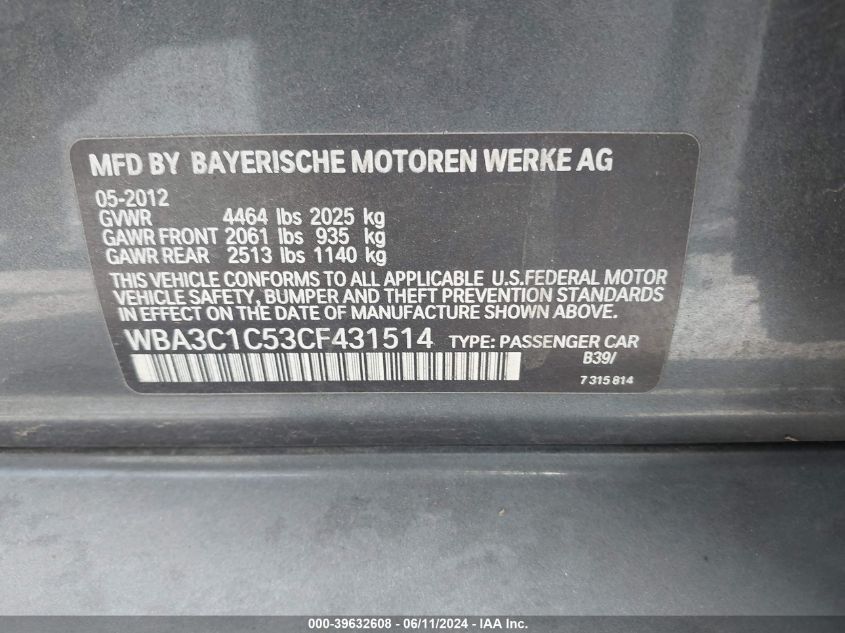 MFD BY BAYERISCHE MOTOREN WERKE AG
05-2012
GVWR 4464 lbs 2025 kg
GAWR FRONT 2061 lbs 935 kg
GAWR REAR 2513 lbs 1140 kg
THIS VEHICLE CONFORMS TO ALL APPLICABLE U.S.FEDERAL MOTOR
VEHICLE SAFETY, BUMPER AND THEFT PREVENTION STANDARDS
IN EFFECT ON THE DATE OF MANUFACTURE SHOWN ABOVE.
WBA3C1C53CF431514 TYPE: PASSENGER CAR
B39/
7 315 814
000-39632608 - 06/11/2024 - IAA Inc.